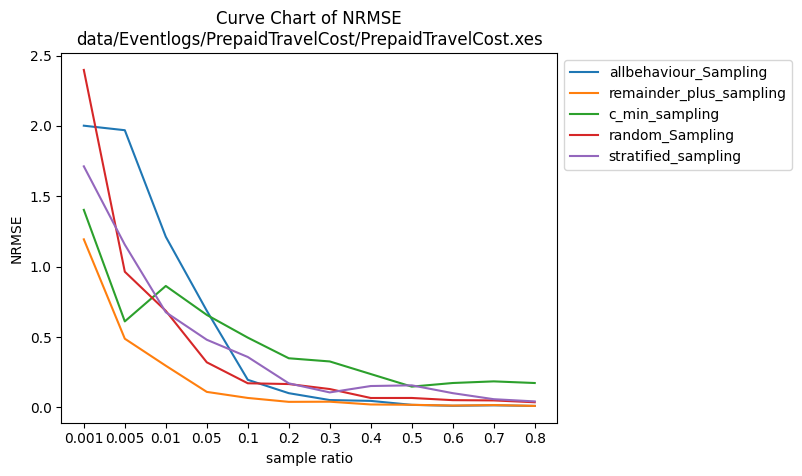 Curve Chart of NRMSE
data/Eventlogs/PrepaidTravelCost/PrepaidTravelCost.xes
2.5
2.0
1.5
1.0
0.5
0.0
NRMSE
0.001 0.005 0.01 0.05 0.1 0.2 0.3 0.4 0.5 0.6 0.7 0.8
sample ratio
allbehaviour_Sampling
remainder_plus_sampling
c_min_sampling
random_Sampling
stratified_sampling